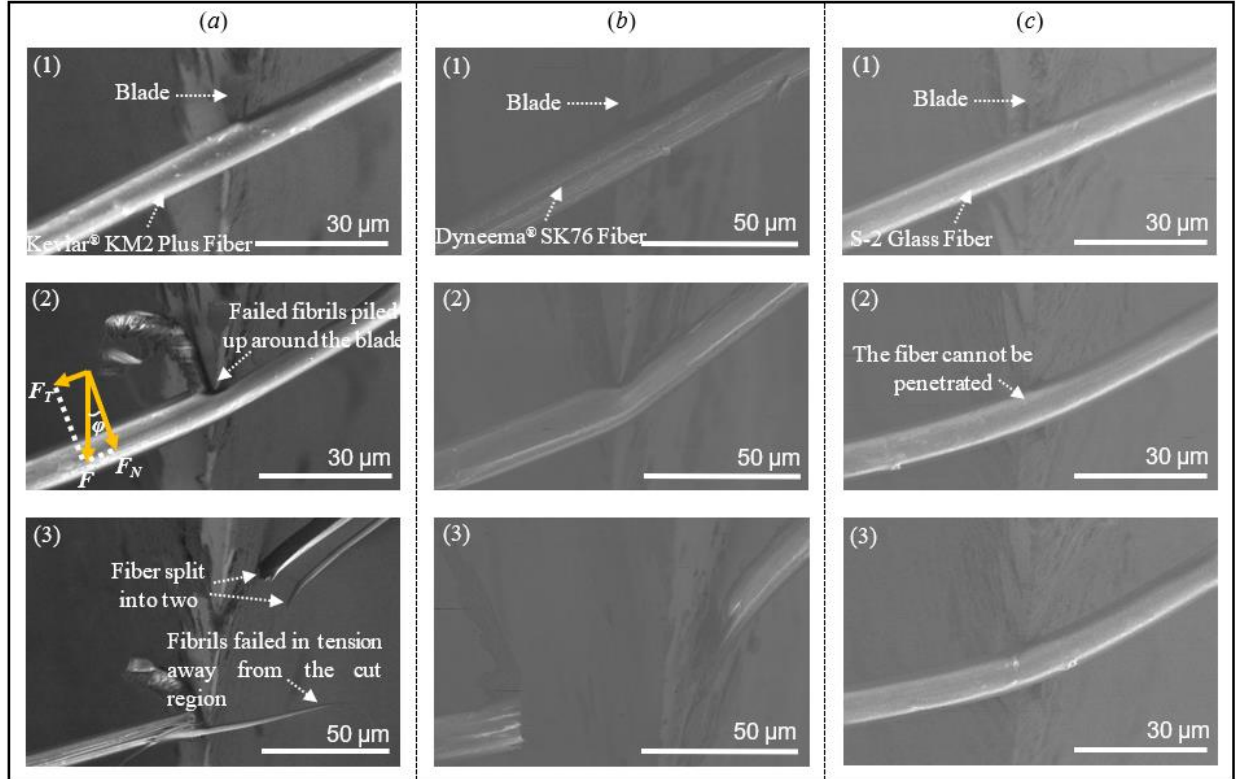 (a)
(b)
(c)
(1)
Blade
Kevlar® KM2 Plus Fiber
30 μm
(1)
Blade
Dyneema® SK76 Fiber
50 μm
(1)
Blade
S-2 Glass Fiber
30 μm
(2)
Failed fibrils piled
up around the blade
F_T
φ
F
F_N
30 μm
(2)
50 μm
(2)
The fiber cannot be
penetrated
30 μm
(3)
Fiber split
into two
Fibrils failed in tension
away from the cut
region
50 μm
(3)
50 μm
(3)
30 μm